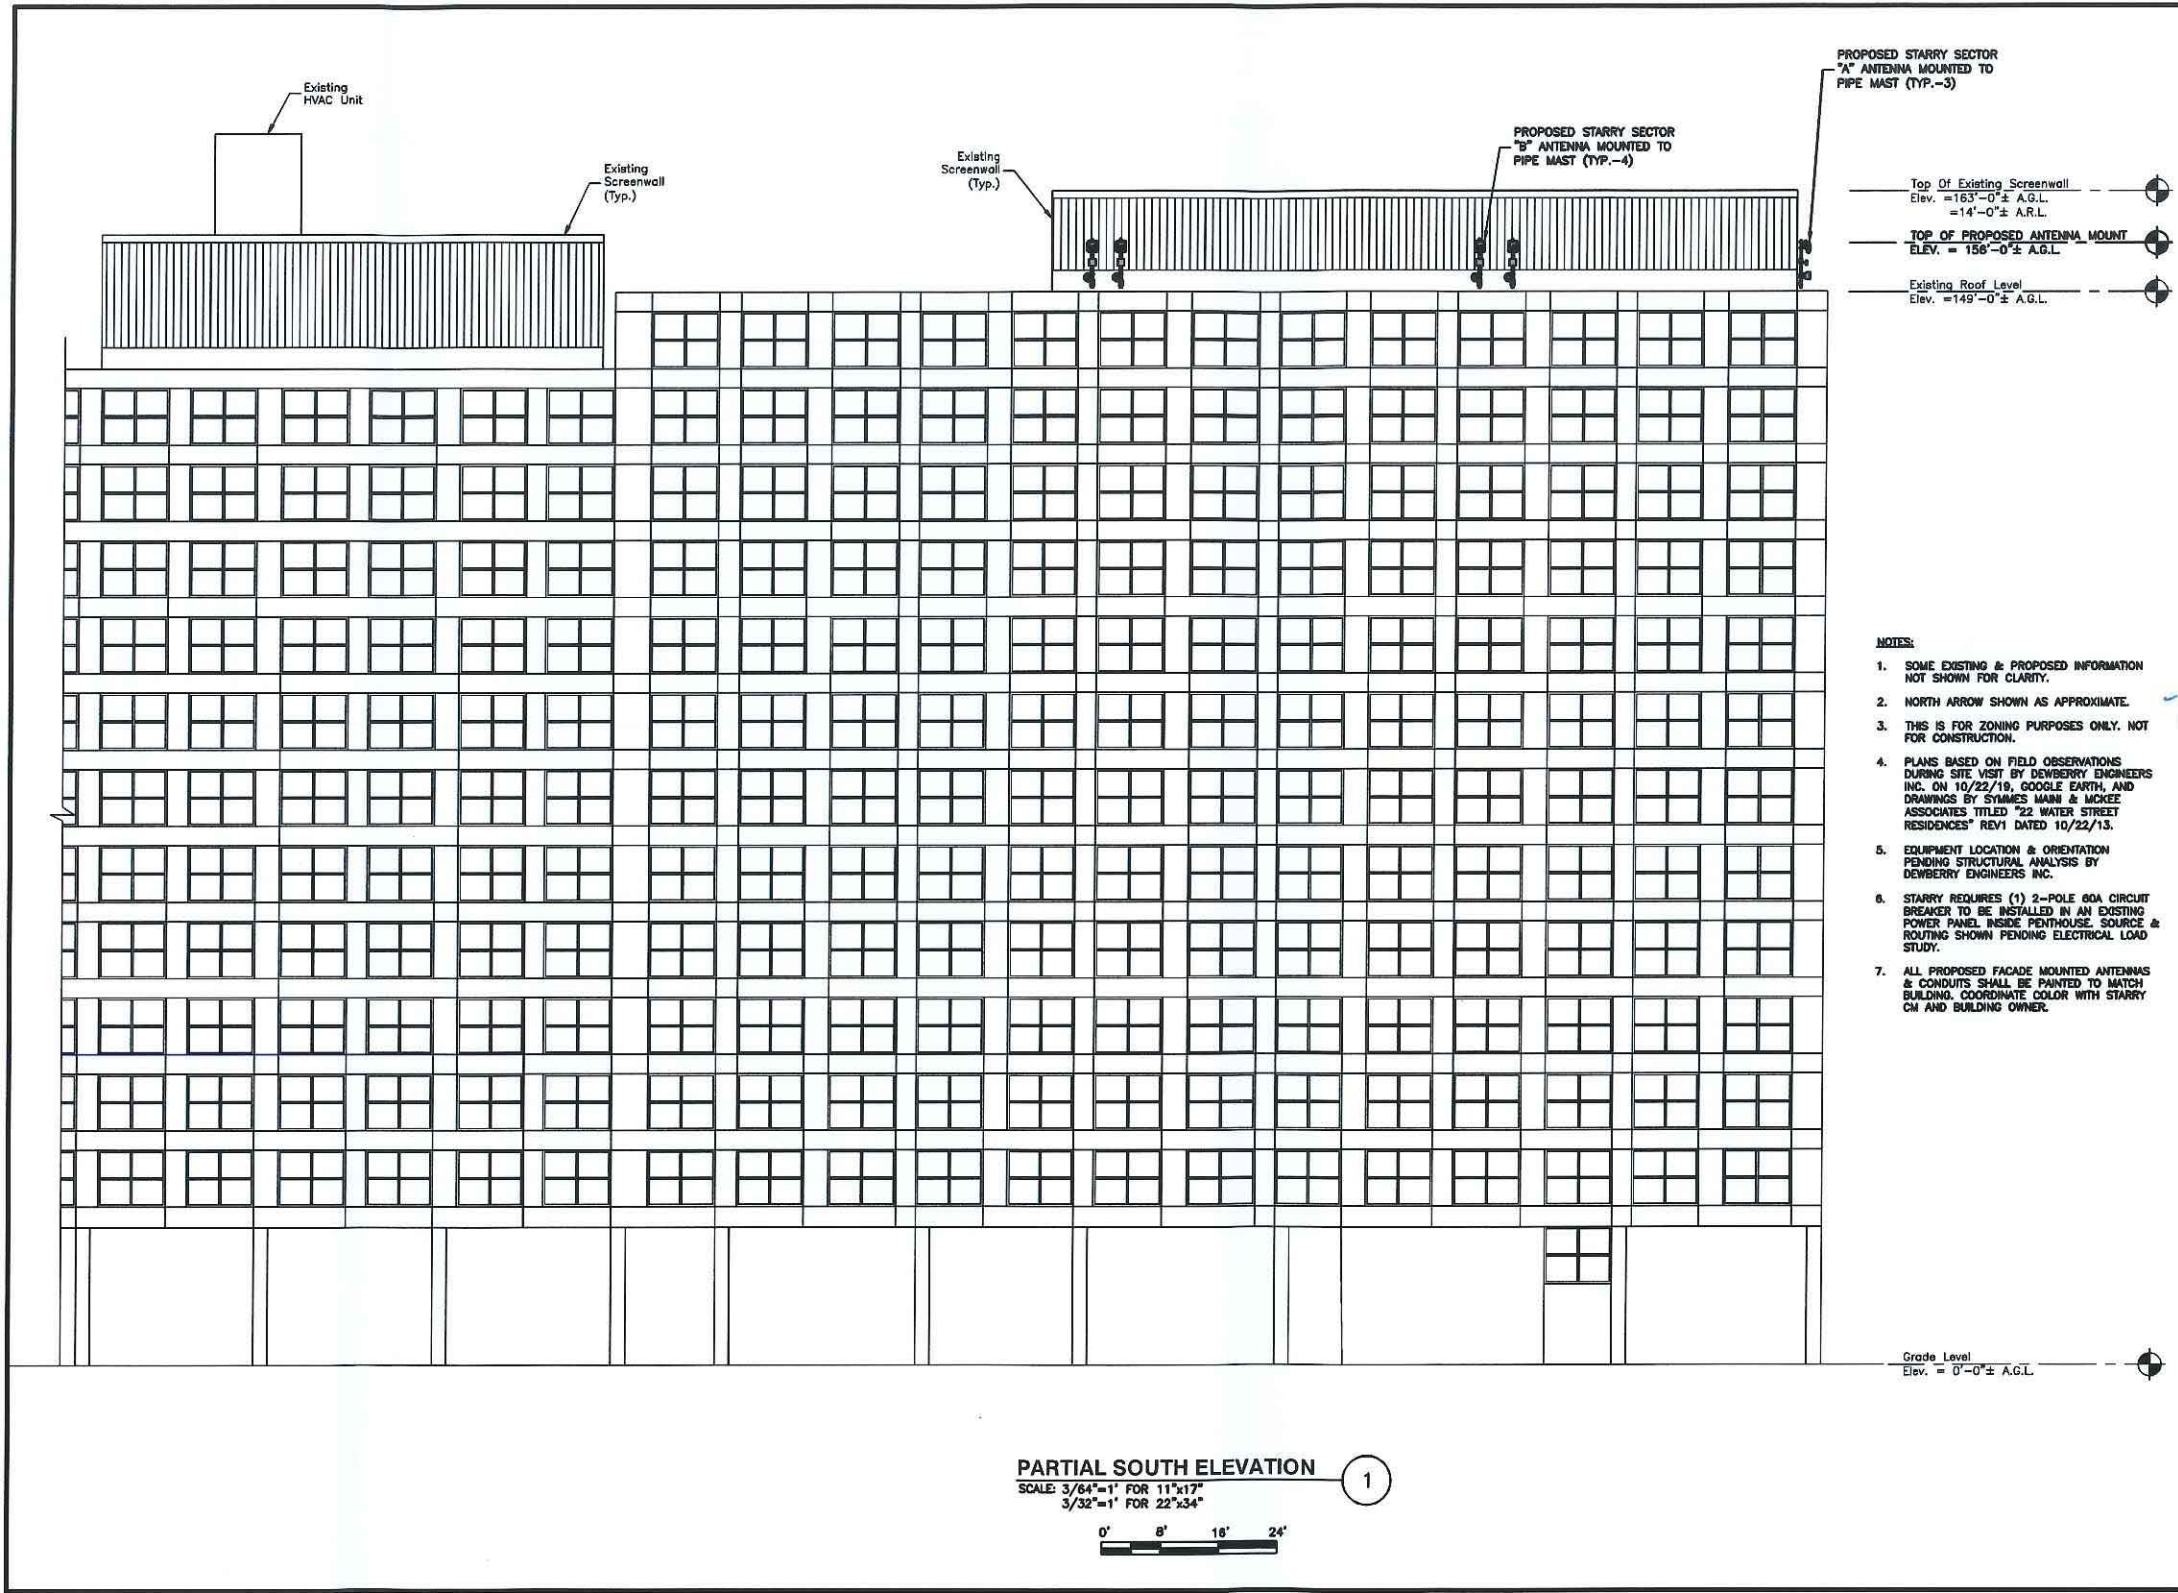 Existing
HVAC Unit
Existing
Screenwall
(Typ.)
Existing
Screenwall
(Typ.)
PROPOSED STARRY SECTOR
"B" ANTENNA MOUNTED TO
PIPE MAST (TYP.-4)
PROPOSED STARRY SECTOR
"A" ANTENNA MOUNTED TO
PIPE MAST (TYP.-3)
Top Of Existing Screenwall
Elev. =163'-0"± A.G.L.
=14'-0"± A.R.L.
TOP OF PROPOSED ANTENNA MOUNT
ELEV. = 156'-0"± A.G.L.
Existing Roof Level
Elev. =149'-0"± A.G.L.
NOTES:
1. SOME EXISTING & PROPOSED INFORMATION
NOT SHOWN FOR CLARITY.
2. NORTH ARROW SHOWN AS APPROXIMATE.
3. THIS IS FOR ZONING PURPOSES ONLY. NOT
FOR CONSTRUCTION.
4. PLANS BASED ON FIELD OBSERVATIONS
DURING SITE VISIT BY DEWBERRY ENGINEERS
INC. ON 10/22/19, GOOGLE EARTH, AND
DRAWINGS BY SYMMES MAINI & MCKEE
ASSOCIATES TITLED "22 WATER STREET
RESIDENCES" REV1 DATED 10/22/13.
5. EQUIPMENT LOCATION & ORIENTATION
PENDING STRUCTURAL ANALYSIS BY
DEWBERRY ENGINEERS INC.
6. STARRY REQUIRES (1) 2-POLE 60A CIRCUIT
BREAKER TO BE INSTALLED IN AN EXISTING
POWER PANEL INSIDE PENTHOUSE. SOURCE &
ROUTING SHOWN PENDING ELECTRICAL LOAD
STUDY.
7. ALL PROPOSED FACADE MOUNTED ANTENNAS
& CONDUITS SHALL BE PAINTED TO MATCH
BUILDING. COORDINATE COLOR WITH STARRY
CM AND BUILDING OWNER.
Grade Level
Elev. = 0'-0"± A.G.L.
PARTIAL SOUTH ELEVATION
1
SCALE: 3/64"=1' FOR 11"x17"
3/32"=1' FOR 22"x34"
0' 8' 16' 24'